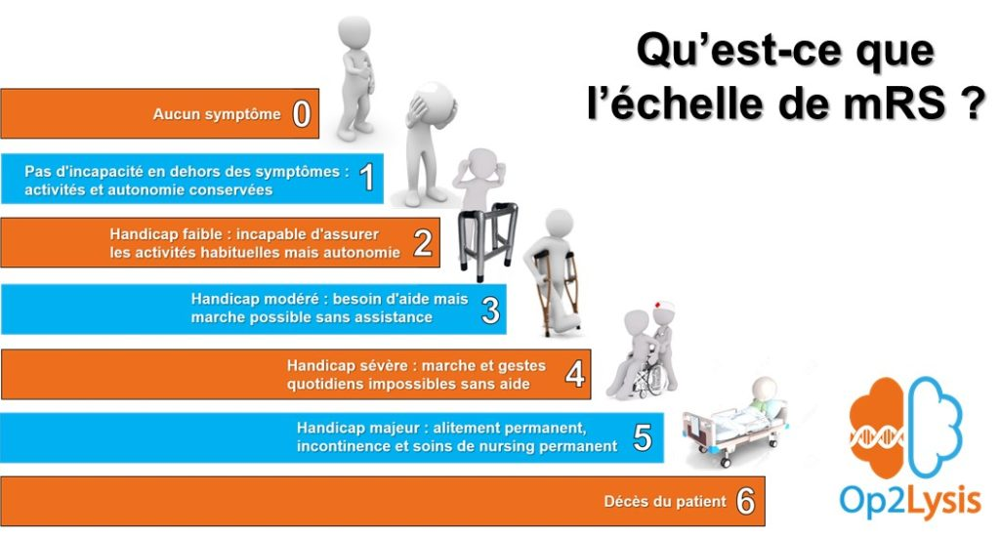 Qu’est-ce que
l’échelle de mRS ?
Aucun symptôme 0
Pas d'incapacité en dehors des symptômes :
activités et autonomie conservées 1
Handicap faible : incapable d'assurer
les activités habituelles mais autonomie 2
Handicap modéré : besoin d'aide mais
marche possible sans assistance 3
Handicap sévère : marche et gestes
quotidiens impossibles sans aide 4
Handicap majeur : alitement permanent,
incontinence et soins de nursing permanent 5
Décès du patient 6
Op2Lysis